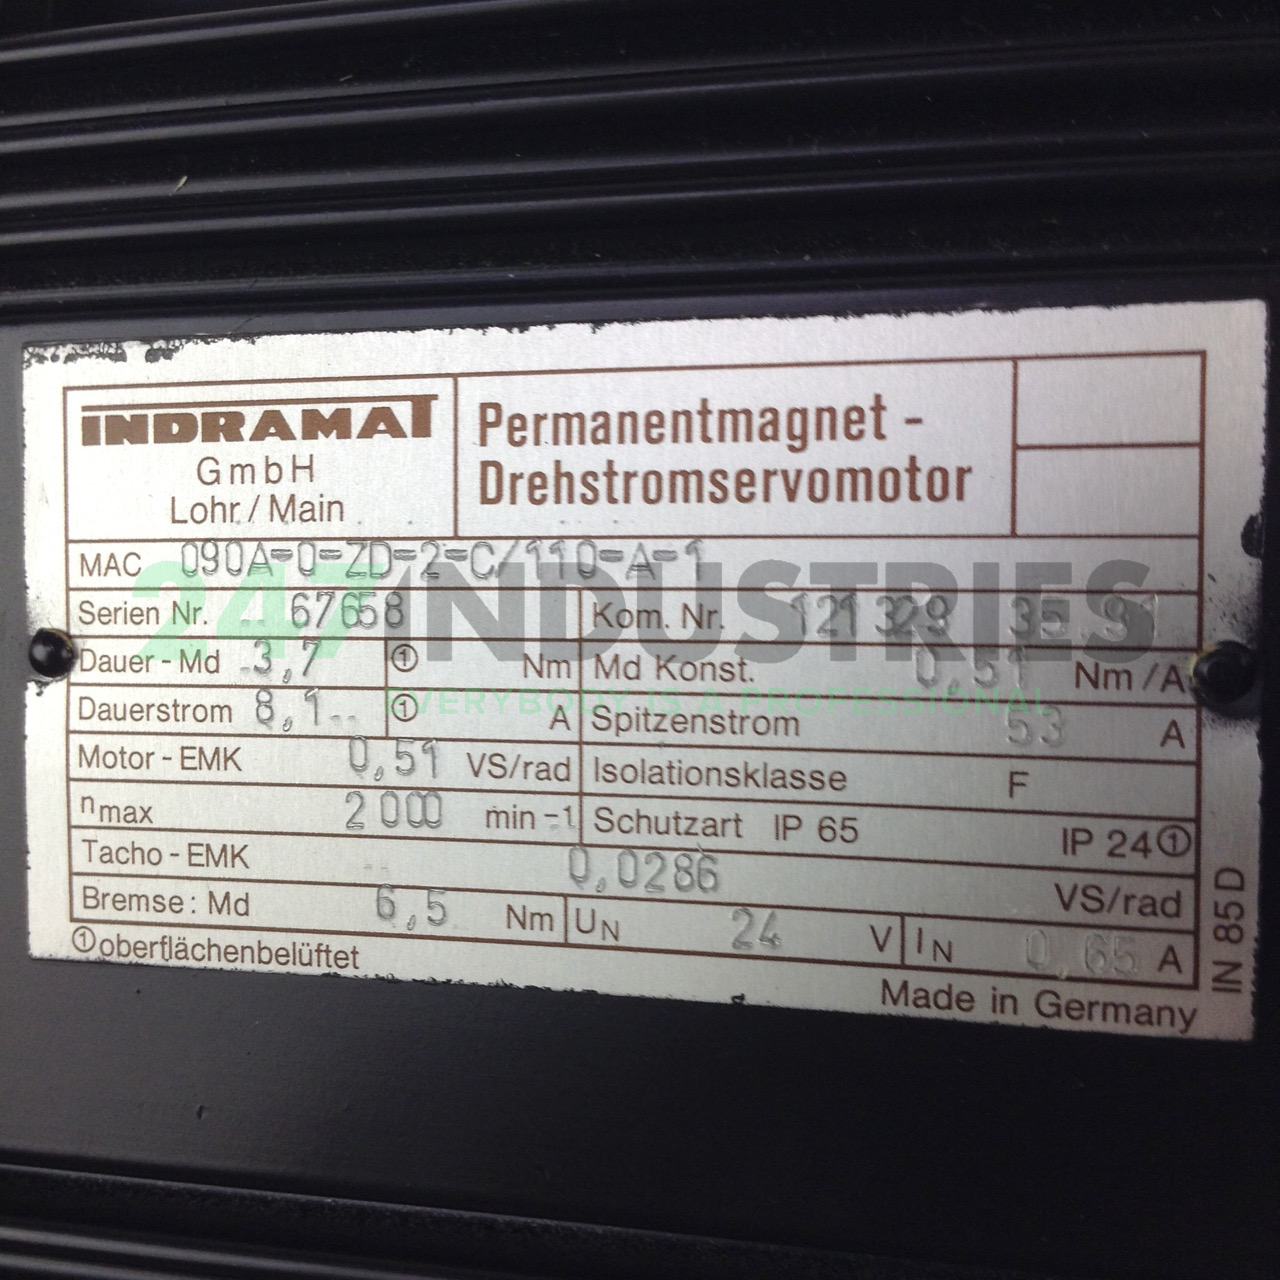 INDRAMAT
GmbH
Lohr/Main
Permanentmagnet-
Drehstromservomotor
MAC 090A-0-ZD-2-C/110-A-1
Serien Nr. 67658 Kom. Nr. 121329
Dauer-Md 3,7 ① Nm Md Konst. 0,51 Nm/A
Dauerstrom 8,1 ① A Spitzenstrom 53 A
Motor-EMK 0,51 VS/rad Isolationsklasse F
nmax 2000 min-1 Schutzart IP 65 IP 24①
Tacho-EMK 0,0286 VS/rad
Bremse: Md 6,5 Nm UN 24 V IN 0,65 A
①oberflächenbelüftet
Made in Germany
IN 85 D
247INDUSTRIES
EVERYBODY IS A PROFESSIONAL